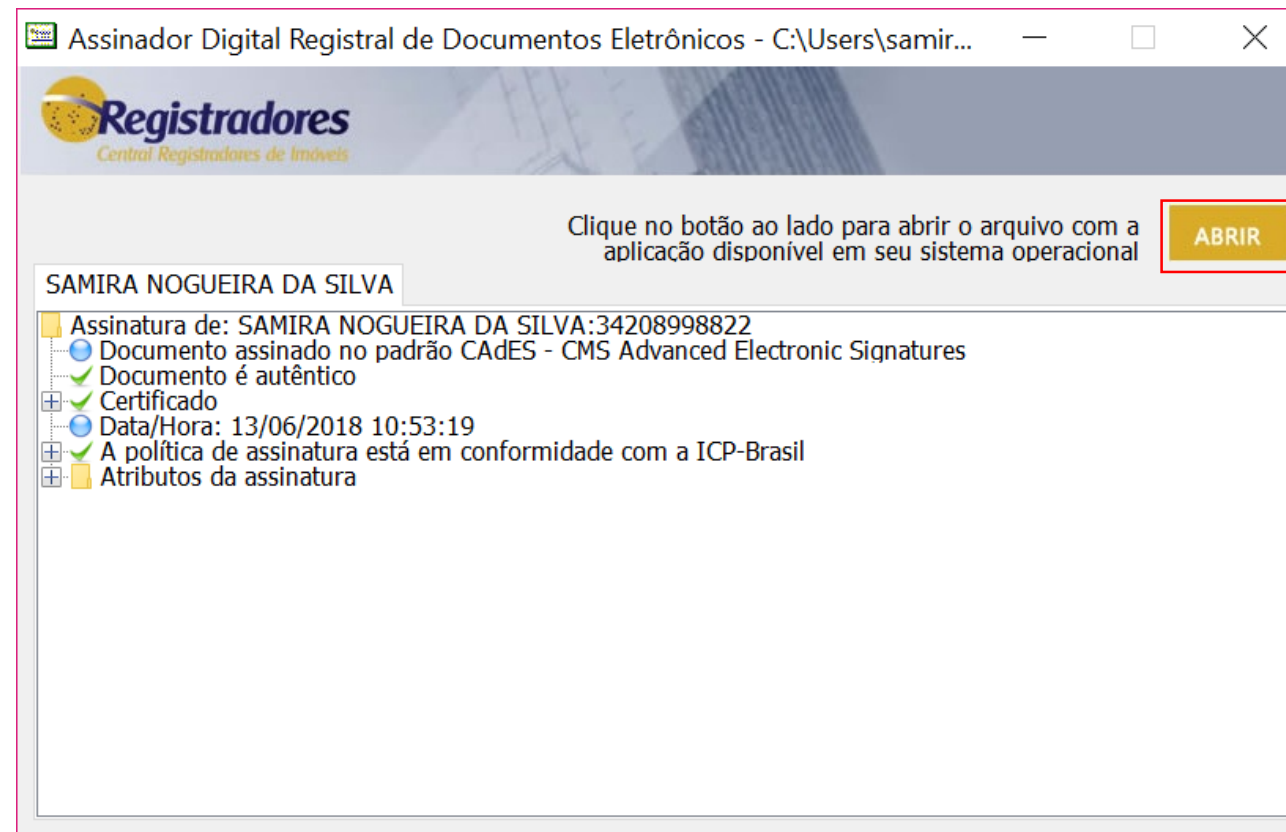 Assinador Digital Registral de Documentos Eletrônicos - C:\Users\samir...
Registradores
Central Registradores de Imóveis
Clique no botão ao lado para abrir o arquivo com a
aplicação disponível em seu sistema operacional
ABRIR
SAMIRA NOGUEIRA DA SILVA
Assinatura de: SAMIRA NOGUEIRA DA SILVA:34208998822
Documento assinado no padrão CAdES - CMS Advanced Electronic Signatures
Documento é autêntico
Certificado
Data/Hora: 13/06/2018 10:53:19
A política de assinatura está em conformidade com a ICP-Brasil
Atributos da assinatura